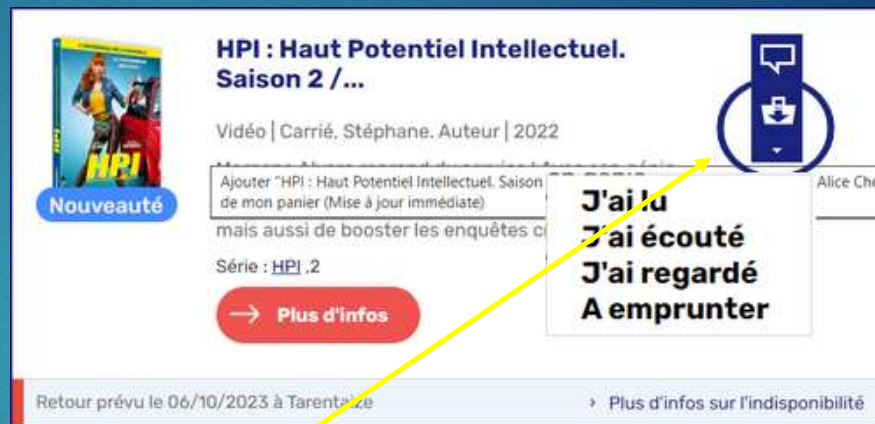 HPI : Haut Potentiel Intellectuel.
Saison 2 /...
Vidéo | Carrié, Stéphane. Auteur | 2022
Ajouter "HPI : Haut Potentiel Intellectuel. Saison
de mon panier (Mise à jour immédiate)
Alice
mais aussi de booster les enquêtes
Série : HPI ,2
HPI
Nouveauté
J'ai lu
J'ai écouté
J'ai regardé
A emprunter
Plus d'infos
Retour prévu le 06/10/2023 à Tarentaize
Plus d'infos sur l'indisponibilité